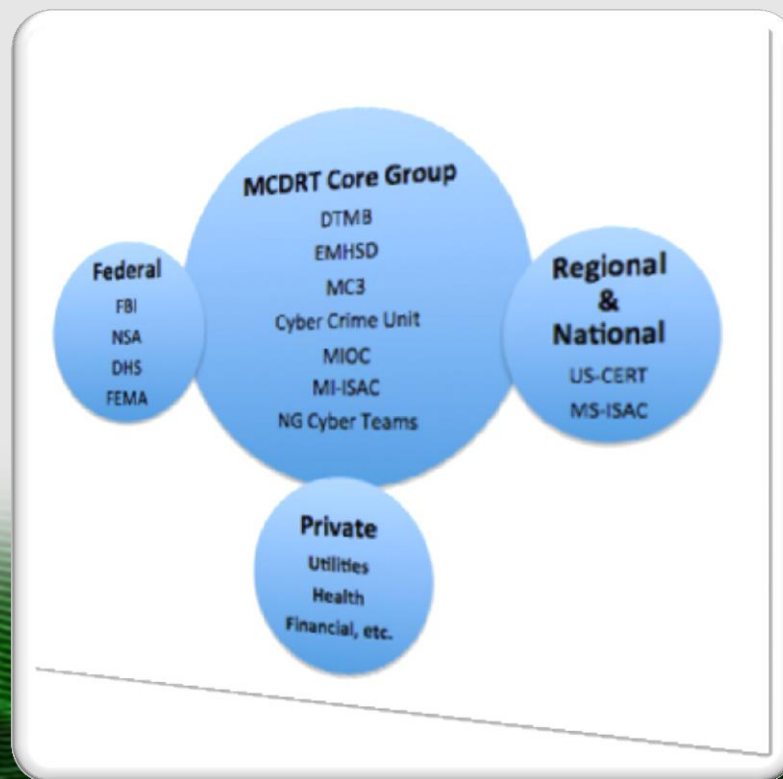 MCDRT Core Group
DTMB
EMHSD
MC3
Cyber Crime Unit
MIOC
MI-ISAC
NG Cyber Teams
Federal
FBI
NSA
DHS
FEMA
Regional
&
National
US-CERT
MS-ISAC
Private
Utilities
Health
Financial, etc.